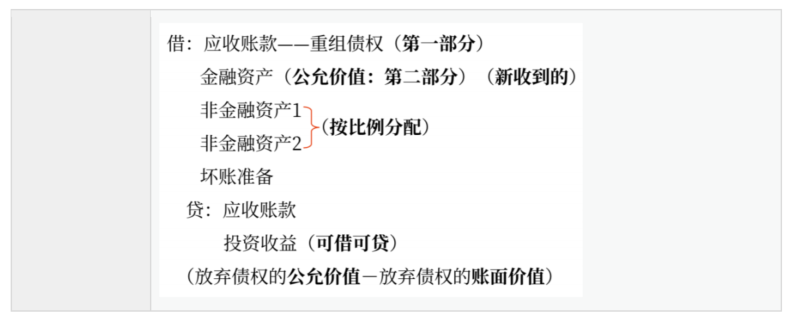 借：应收账款——重组债权（第一部分）
金融资产（公允价值：第二部分）（新收到的）
非金融资产1
（按比例分配）
非金融资产2
坏账准备
贷：应收账款
投资收益（可借可贷）
（放弃债权的公允价值－放弃债权的账面价值）